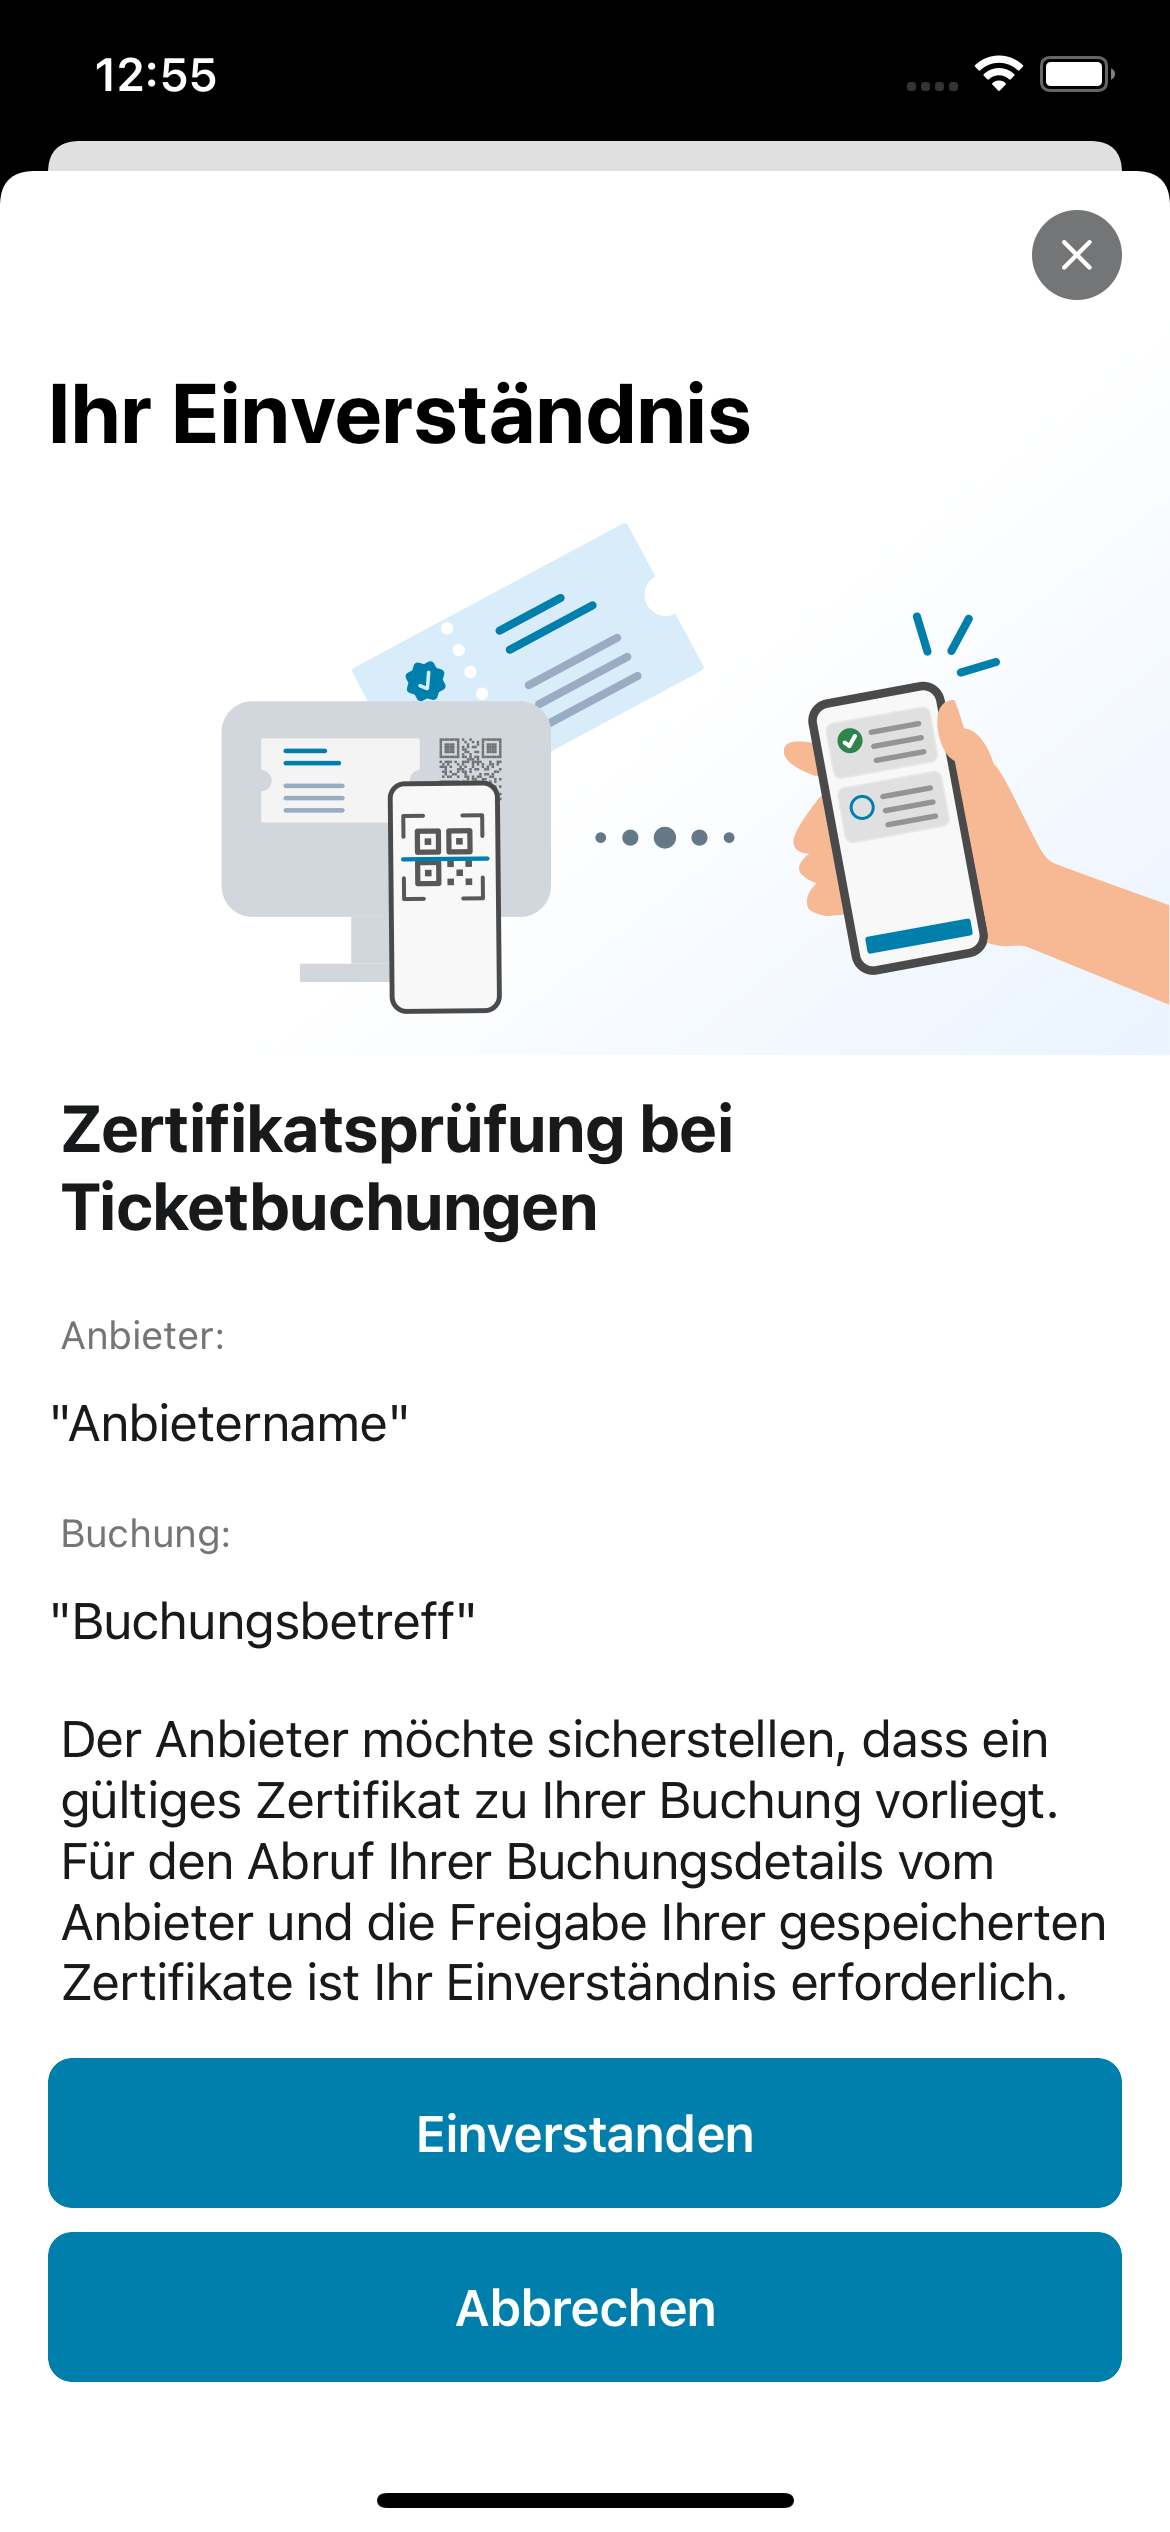 12:55
Ihr Einverständnis
Zertifikatsprüfung bei
Ticketbuchungen
Anbieter:
"Anbietername"
Buchung:
"Buchungsbetreff"
Der Anbieter möchte sicherstellen, dass ein
gültiges Zertifikat zu Ihrer Buchung vorliegt.
Für den Abruf Ihrer Buchungsdetails vom
Anbieter und die Freigabe Ihrer gespeicherten
Zertifikate ist Ihr Einverständnis erforderlich.
Einverstanden
Abbrechen